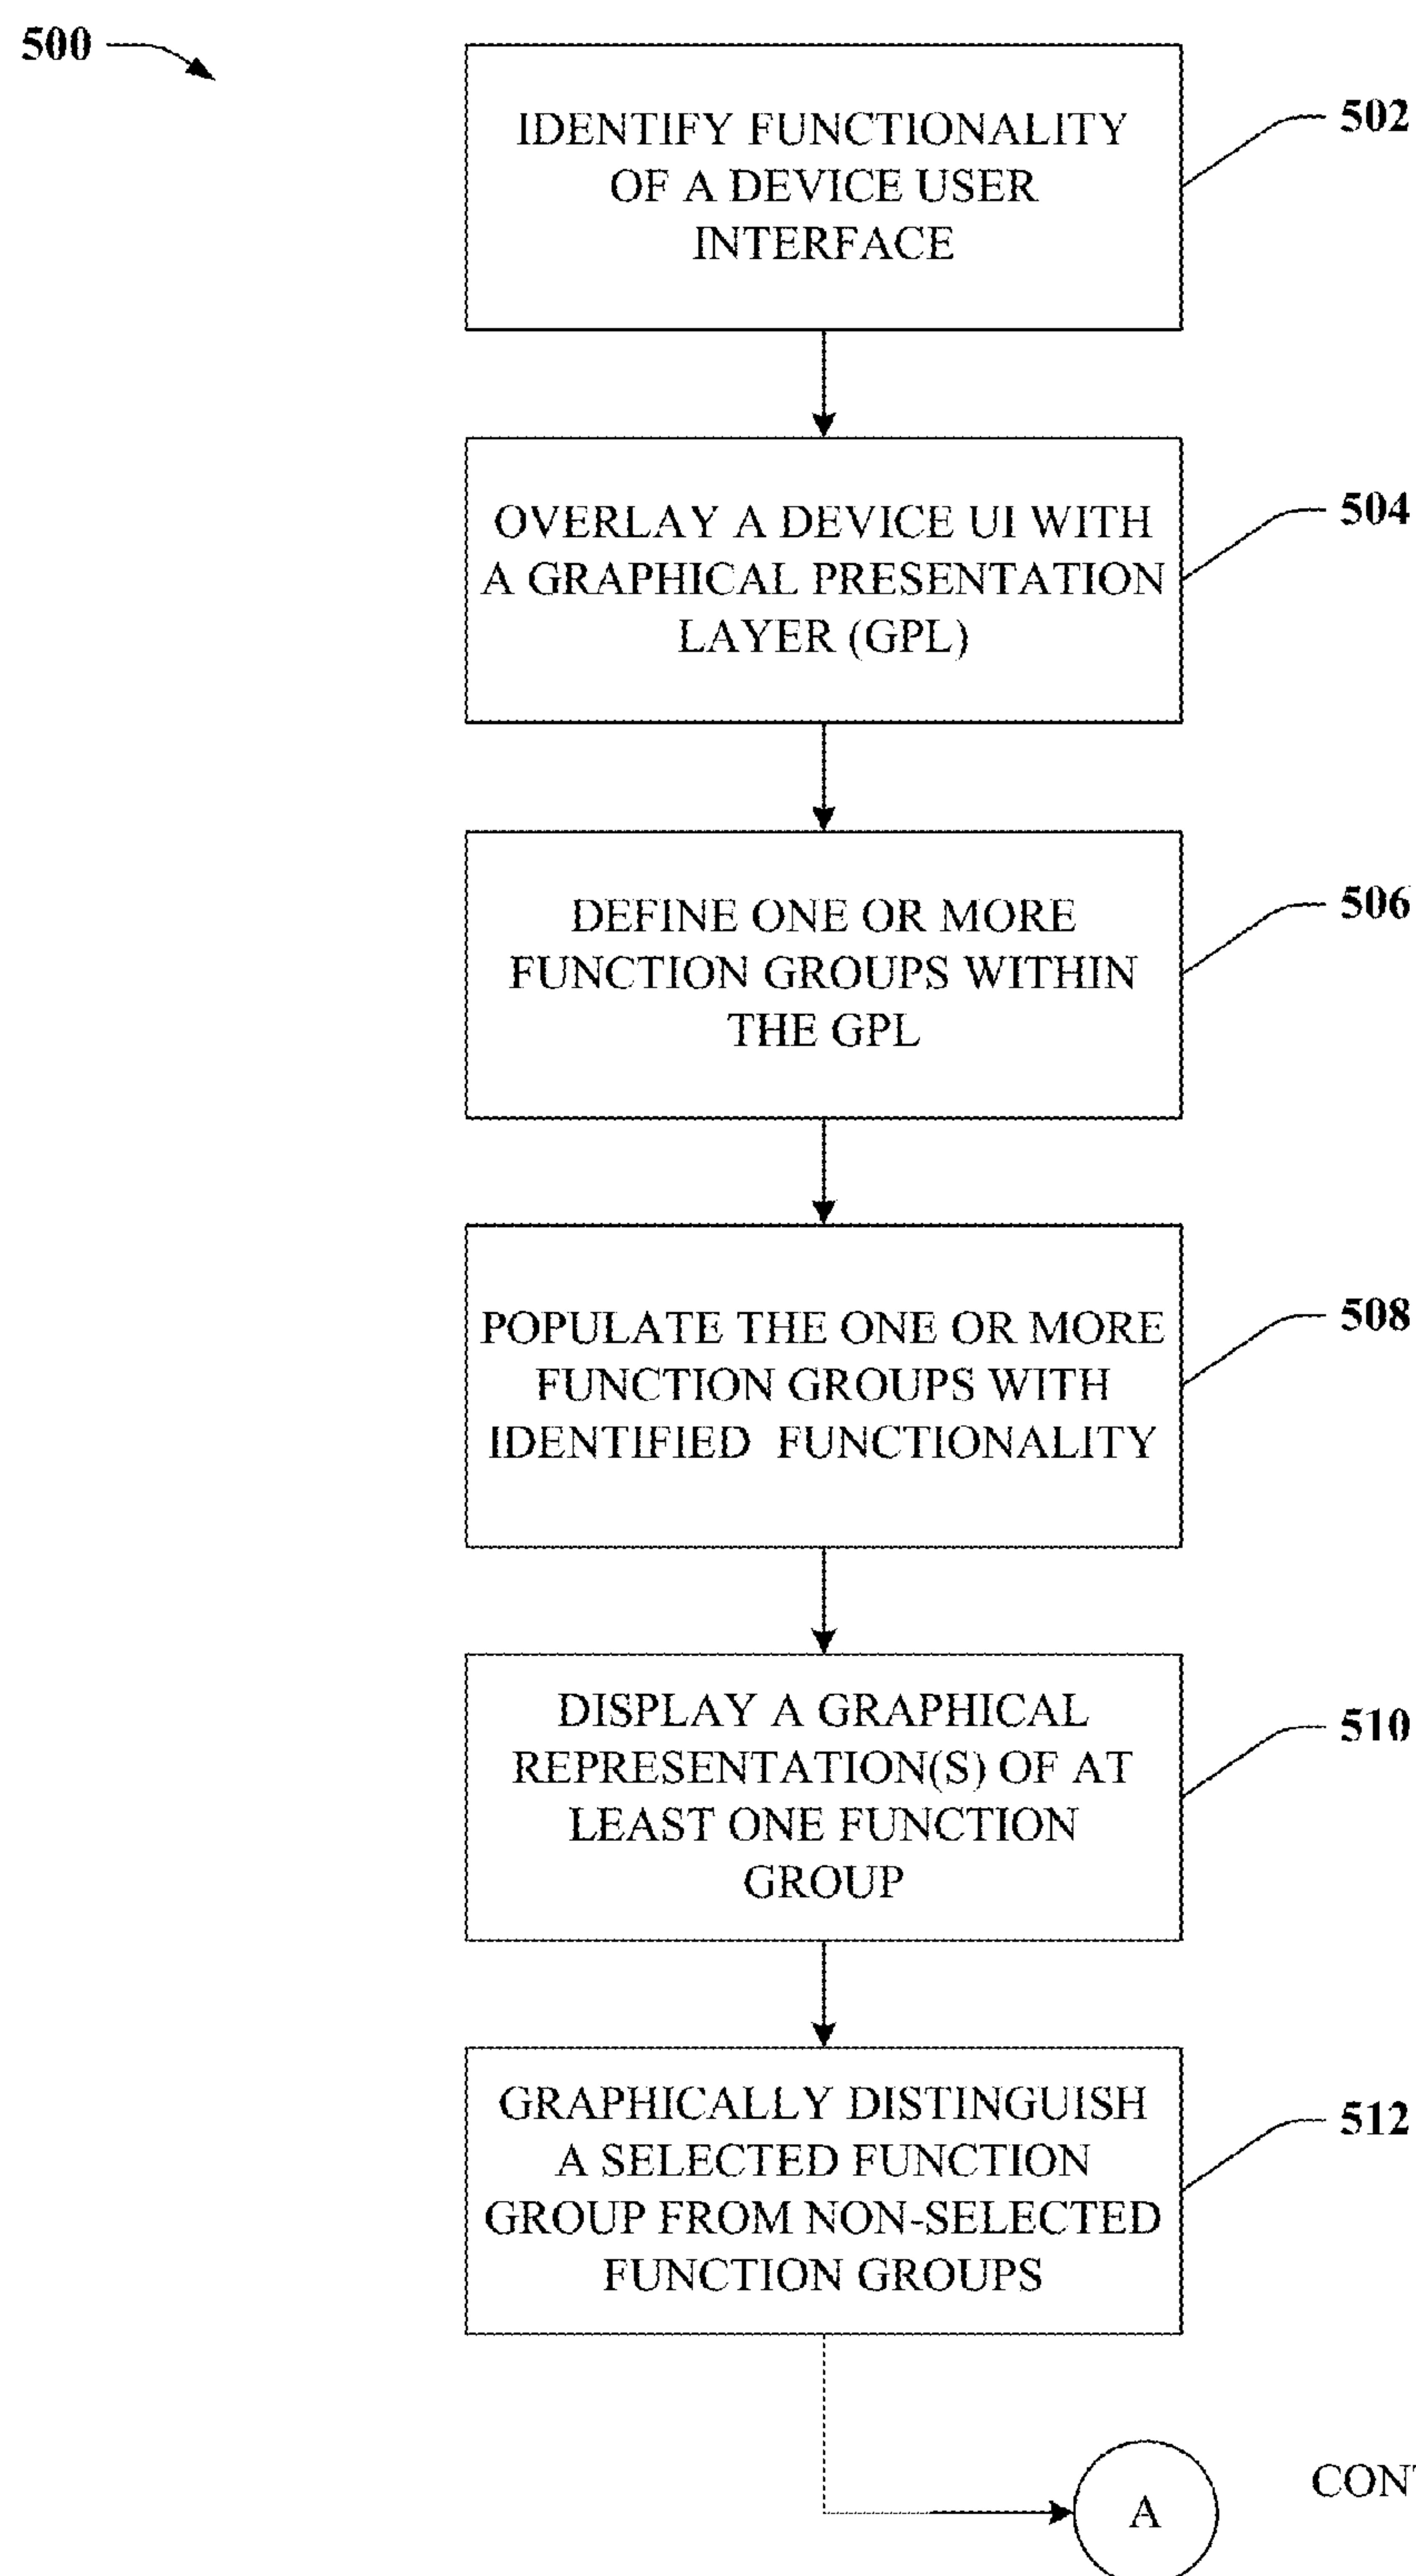 500
IDENTIFY FUNCTIONALITY
OF A DEVICE USER
INTERFACE
502
OVERLAY A DEVICE UI WITH
A GRAPHICAL PRESENTATION
LAYER (GPL)
504
DEFINE ONE OR MORE
FUNCTION GROUPS WITHIN
THE GPL
506
POPULATE THE ONE OR MORE
FUNCTION GROUPS WITH
IDENTIFIED FUNCTIONALITY
508
DISPLAY A GRAPHICAL
REPRESENTATION(S) OF AT
LEAST ONE FUNCTION
GROUP
510
GRAPHICALLY DISTINGUISH
A SELECTED FUNCTION
GROUP FROM NON-SELECTED
FUNCTION GROUPS
512
A